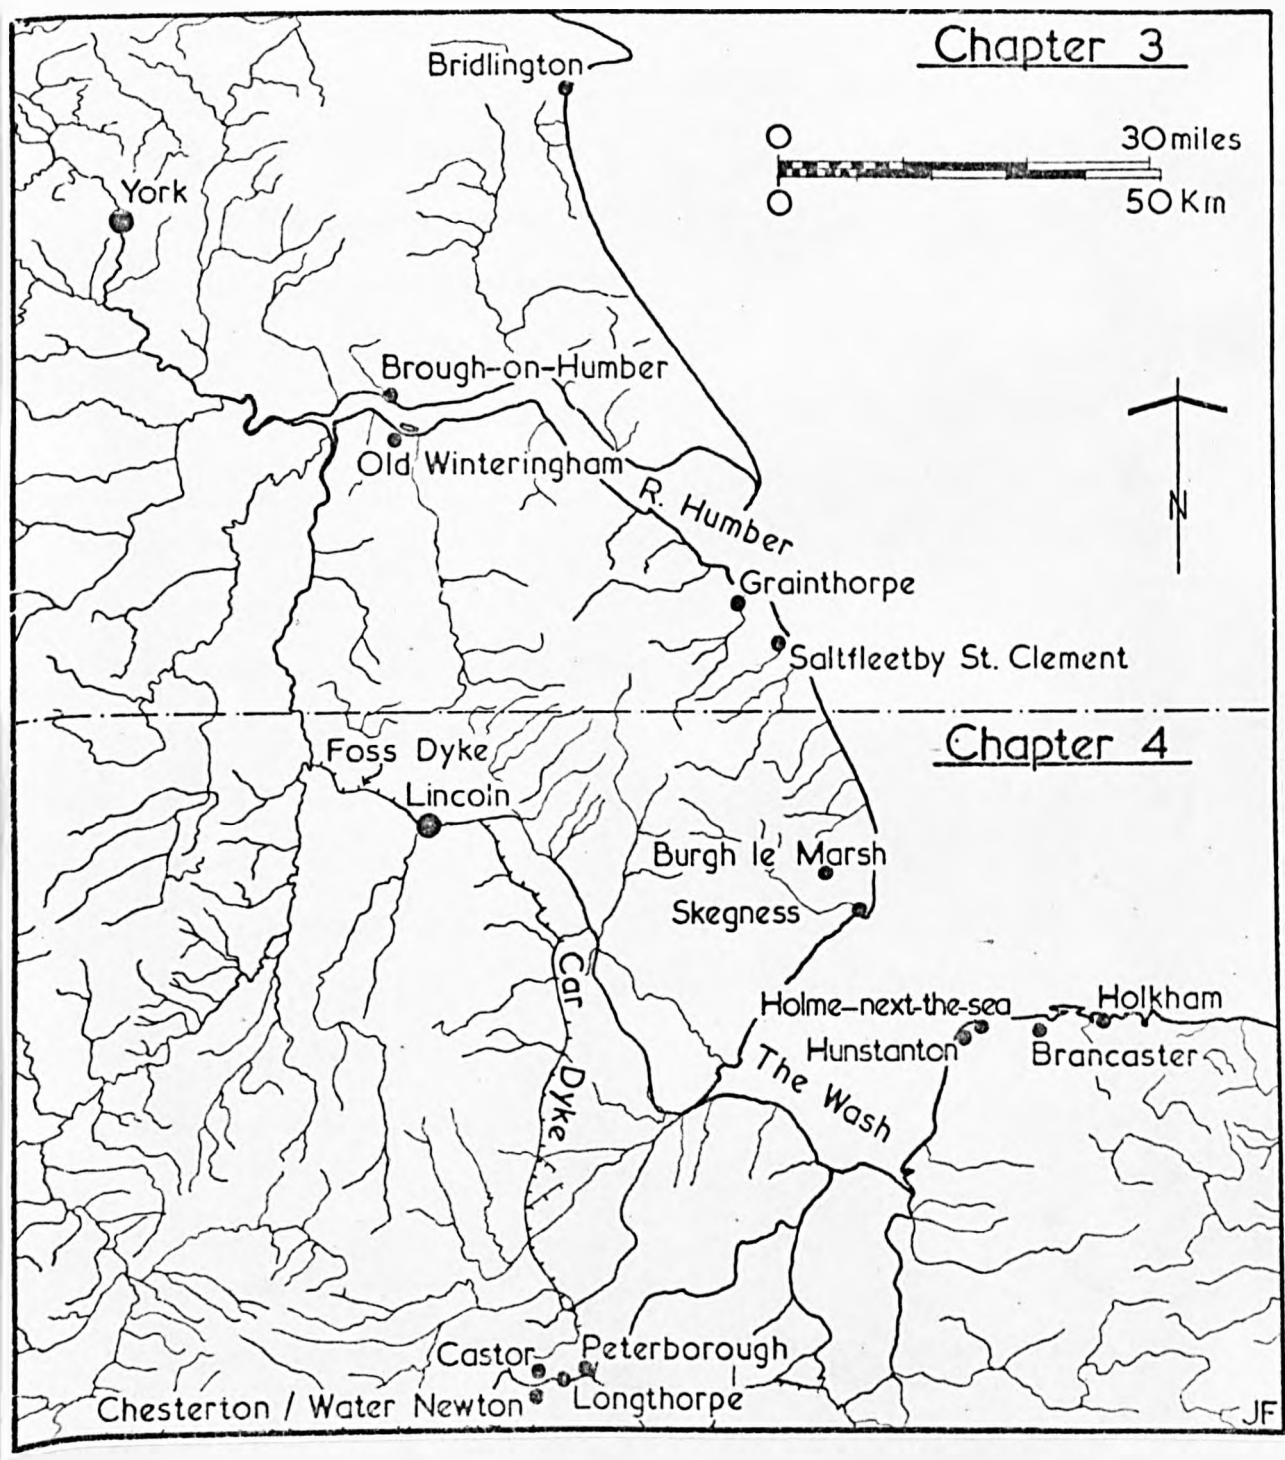 Chapter 3
Bridlington
0 30 miles
0 50 Km
York
Brough-on-Humber
Old Winteringham
R. Humber
N
Grainthorpe
Saltfleetby St. Clement
Chapter 4
Foss Dyke
Lincoln
Burgh le' Marsh
Skegness
Car Dyke
Holme-next-the-sea
Holkham
Hunstanton
Brancaster
The Wash
Castor
Peterborough
Chesterton / Water Newton
Longthorpe
JF